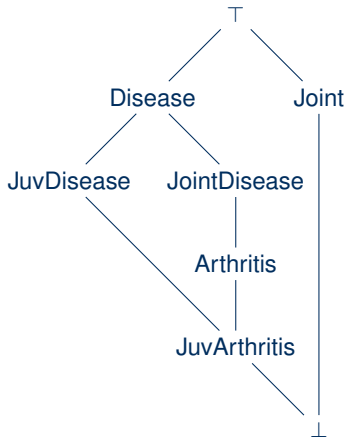 ⊤
Disease Joint
JuvDisease JointDisease
Arthritis
JuvArthritis
⊥